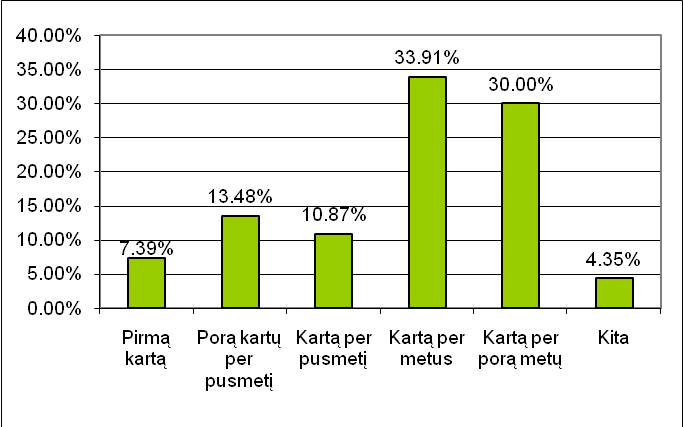 40.00%
35.00%
30.00%
25.00%
20.00%
15.00%
10.00%
5.00%
0.00%
7.39%
13.48%
10.87%
33.91%
30.00%
4.35%
Pirmą
kartą
Porą kartų
per
pusmetį
Kartą per
pusmetį
Kartą per
metus
Kartą per
porą metų
Kita